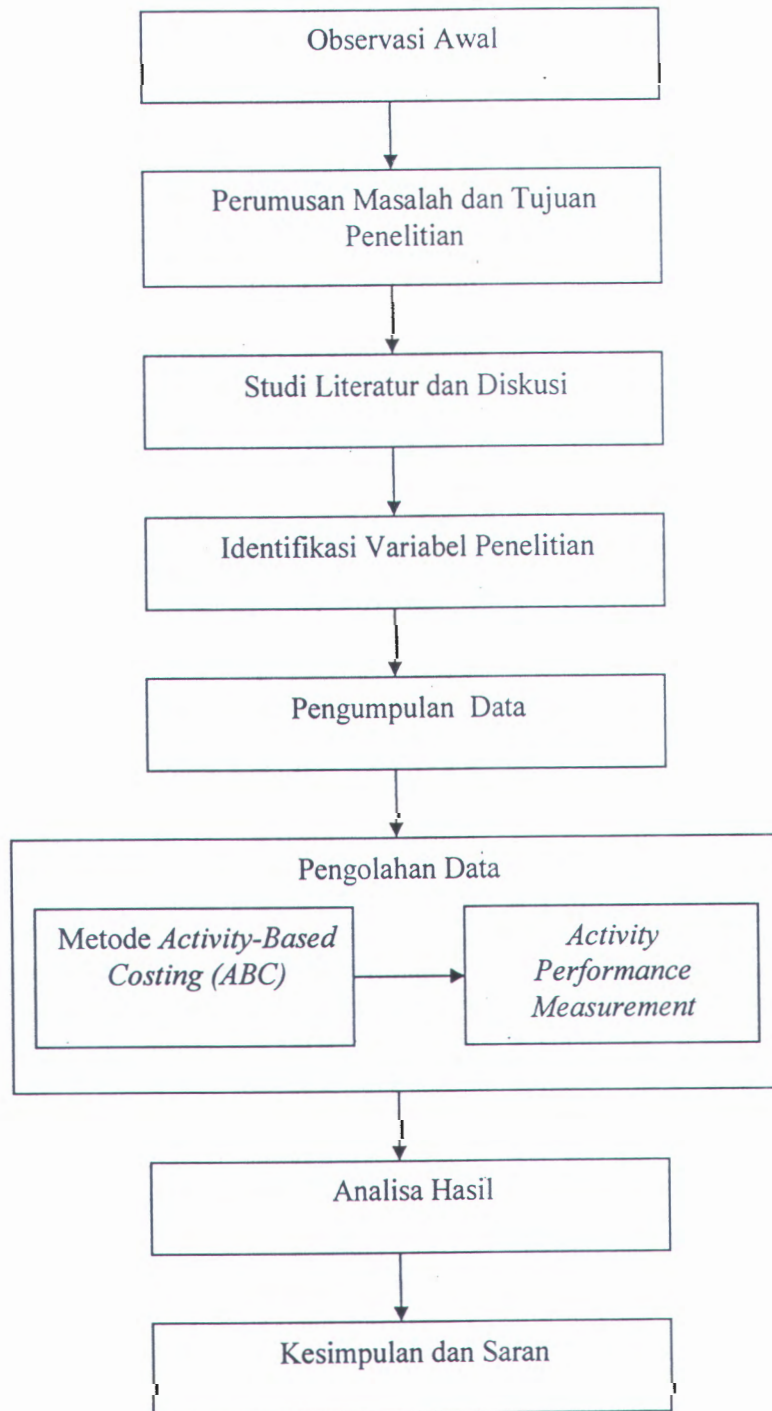 Observasi Awal
Perumusan Masalah dan Tujuan
Penelitian
Studi Literatur dan Diskusi
Identifikasi Variabel Penelitian
Pengumpulan Data
Pengolahan Data
Metode Activity-Based
Costing (ABC)
Activity
Performance
Measurement
Analisa Hasil
Kesimpulan dan Saran